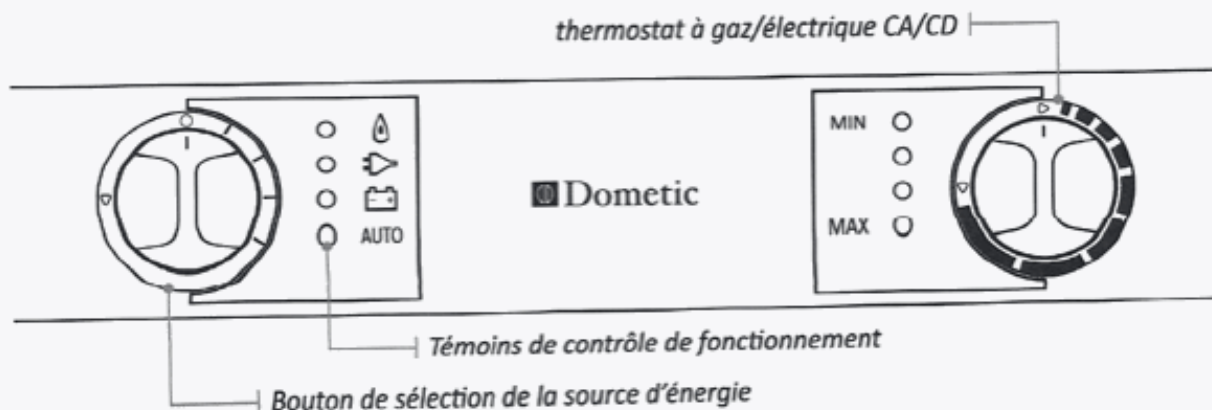 thermostat à gaz/électrique CA/CD
MIN
Dometic
AUTO
MAX
Témoins de contrôle de fonctionnement
Bouton de sélection de la source d'énergie